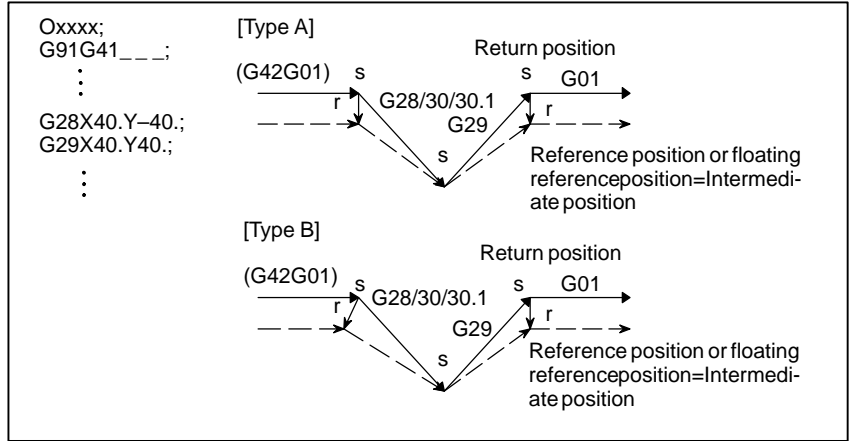 Oxxxx;
G91G41_ _ _;
G28X40.Y–40.;
G29X40.Y40.;
[Type A]
Return position
(G42G01)
s
s
G01
r
G28/30/30.1
r
G29
s
Reference position or floating
referenceposition=Intermedi-
ate position
[Type B]
Return position
(G42G01)
s
s
G01
G28/30/30.1
r
r
G29
s
Reference position or floating
referenceposition=Intermedi-
ate position